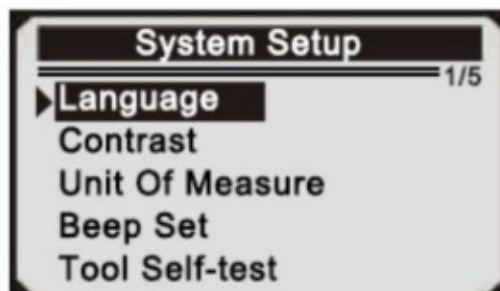 System Setup
1/5
Language
Contrast
Unit Of Measure
Beep Set
Tool Self-test